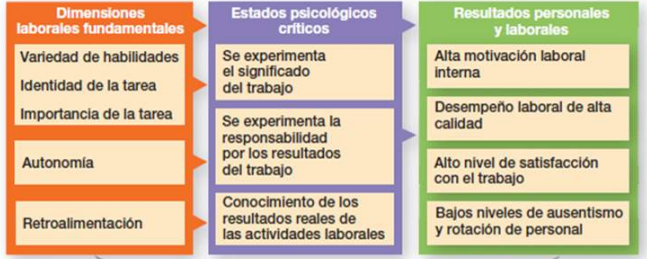 Dimensiones
laborales fundamentales
Variedad de habilidades
Identidad de la tarea
Importancia de la tarea
Autonomía
Retroalimentación
Estados psicológicos
críticos
Se experimenta
el significado
del trabajo
Se experimenta la
responsabilidad
por los resultados
del trabajo
Conocimiento de los
resultados reales de
las actividades laborales
Resultados personales
y laborales
Alta motivación laboral
interna
Desempeño laboral de alta
calidad
Alto nivel de satisfacción
con el trabajo
Bajos niveles de ausentismo
y rotación de personal